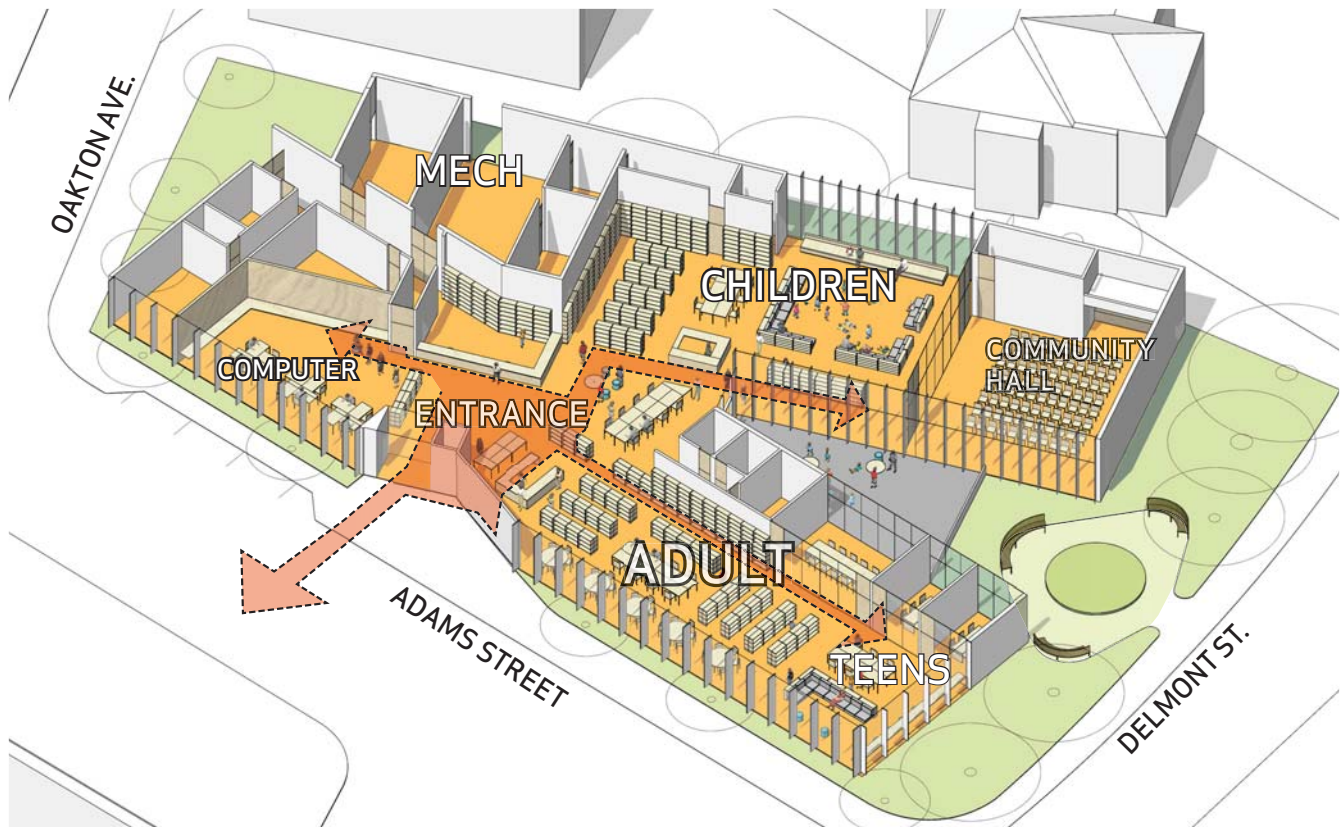 OAKTON AVE.
MECH
CHILDREN
COMMUNITY
HALL
COMPUTER
ENTRANCE
ADULT
TEENS
ADAMS STREET
DELMONT ST.